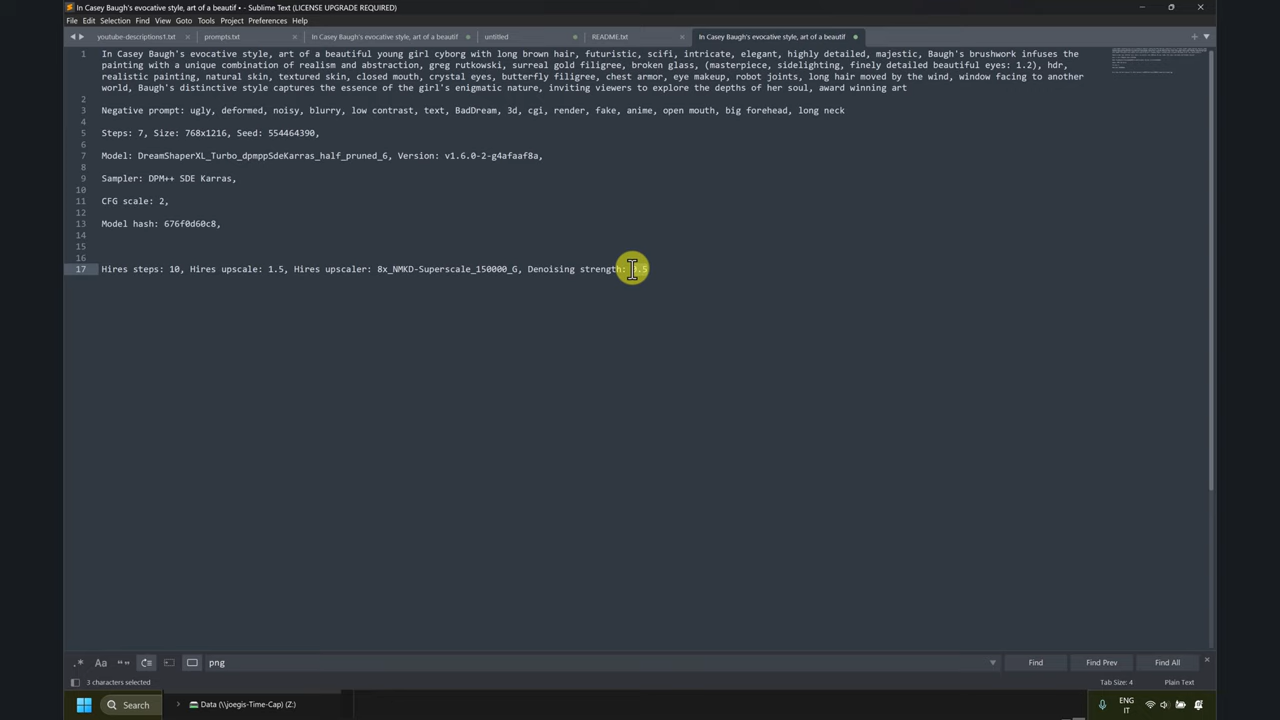 In Casey Baugh's evocative style, art of a beautif • - Sublime Text (LICENSE UPGRADE REQUIRED)
File Edit Selection Find View Goto Tools Project Preferences Help
youtube-descriptions1.txt prompts.txt In Casey Baugh's evocative style, art of a beautif untitled README.txt In Casey Baugh's evocative style, art of a beautif
1 In Casey Baugh's evocative style, art of a beautiful young girl cyborg with long brown hair, futuristic, scifi, intricate, elegant, highly detailed, majestic, Baugh's brushwork infuses the
painting with a unique combination of realism and abstraction, greg rutkowski, surreal gold filigree, broken glass, (masterpiece, sidelighting, finely detailed beautiful eyes: 1.2), hdr,
realistic painting, natural skin, textured skin, closed mouth, crystal eyes, butterfly filigree, chest armor, eye makeup, robot joints, long hair moved by the wind, window facing to another
world, Baugh's distinctive style captures the essence of the girl's enigmatic nature, inviting viewers to explore the depths of her soul, award winning art
2
3 Negative prompt: ugly, deformed, noisy, blurry, low contrast, text, BadDream, 3d, cgi, render, fake, anime, open mouth, big forehead, long neck
4
5 Steps: 7, Size: 768x1216, Seed: 554464390,
6
7 Model: DreamShaperXL_Turbo_dpmppSdeKarras_half_pruned_6, Version: v1.6.0-2-g4afaaf8a,
8
9 Sampler: DPM++ SDE Karras,
10
11 CFG scale: 2,
12
13 Model hash: 676f0d60c8,
14
15
16
17 Hires steps: 10, Hires upscale: 1.5, Hires upscaler: 8x_NMKD-Superscale_150000_G, Denoising strength:
.* Aa png Find Find Prev Find All
3 characters selected Tab Size: 4 Plain Text
Search Data (\\joegis-Time-Cap) (Z:) ENG
IT